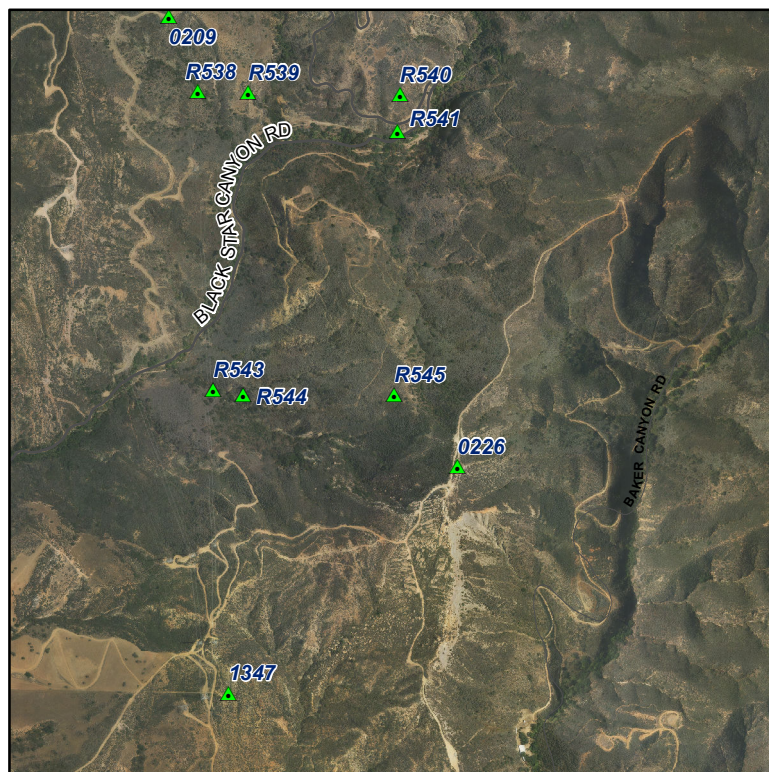 0209
R538
R539
R540
R541
BLACK STAR CANYON RD
R543
R544
R545
BAKER CANYON RD
0226
1347